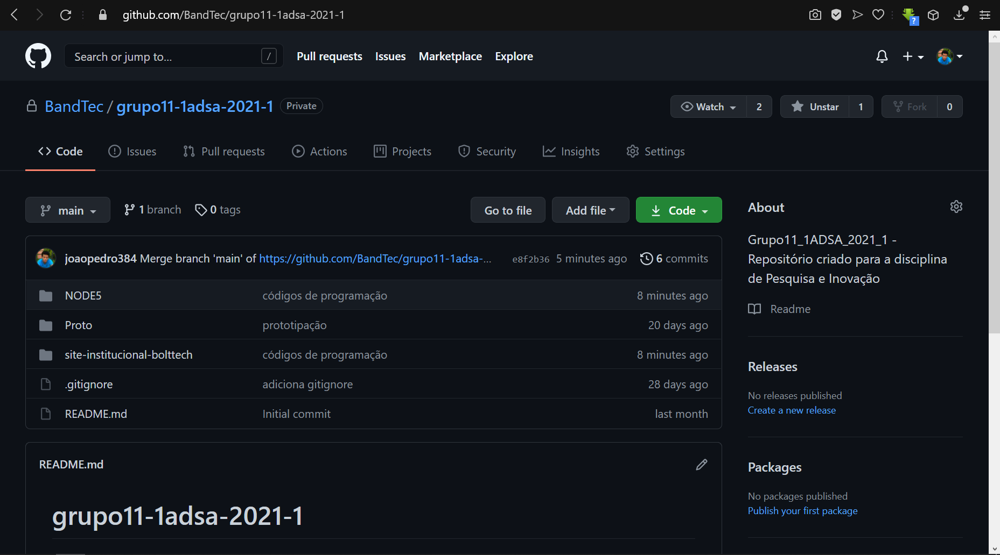 github.com/BandTec/grupo11-1adsa-2021-1
?
Search or jump to...
/
Pull requests
Issues
Marketplace
Explore
BandTec / grupo11-1adsa-2021-1
Private
Watch 2
Unstar 1
Fork 0
Code
Issues
Pull requests
Actions
Projects
Security
Insights
Settings
main
1 branch
0 tags
Go to file
Add file
Code
joaopedro384 Merge branch 'main' of https://github.com/BandTec/grupo11-1adsa-... e8f2b36 5 minutes ago 6 commits
NODE5 códigos de programação 8 minutes ago
Proto prototipação 20 days ago
site-institucional-bolttech códigos de programação 8 minutes ago
.gitignore adiciona gitignore 28 days ago
README.md Initial commit last month
README.md
grupo11-1adsa-2021-1
About
Grupo11_1ADSA_2021_1 -
Repositório criado para a disciplina
de Pesquisa e Inovação
Readme
Releases
No releases published
Create a new release
Packages
No packages published
Publish your first package